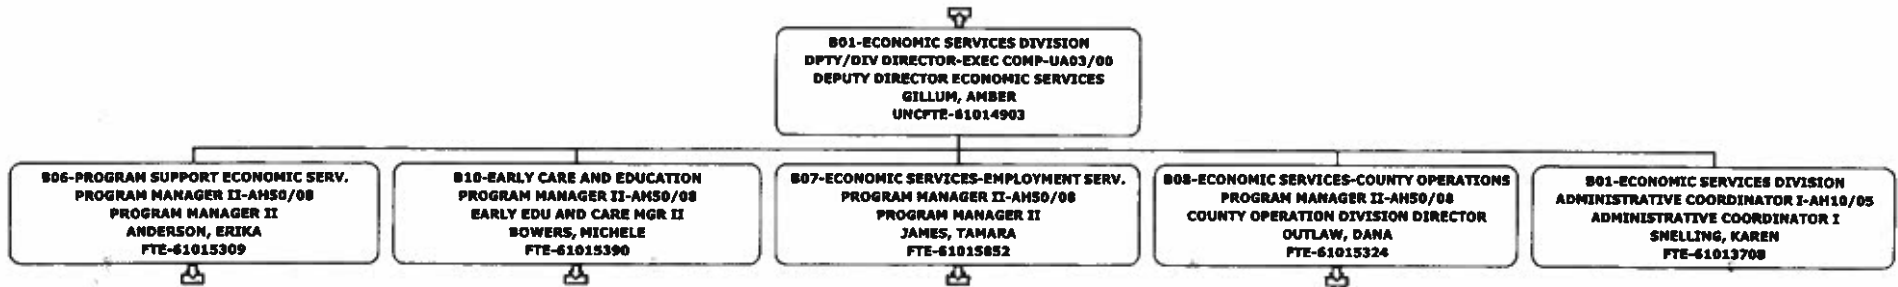 B01-ECONOMIC SERVICES DIVISION
DPTY/DIV DIRECTOR-EXEC COMP-UA03/00
DEPUTY DIRECTOR ECONOMIC SERVICES
GILLUM, AMBER
UNCFTE-61014903
B06-PROGRAM SUPPORT ECONOMIC SERV.
PROGRAM MANAGER II-AH50/08
PROGRAM MANAGER II
ANDERSON, ERIKA
FTE-61015309
B10-EARLY CARE AND EDUCATION
PROGRAM MANAGER II-AH50/08
EARLY EDU AND CARE MGR II
BOWERS, MICHELE
FTE-61015390
B07-ECONOMIC SERVICES-EMPLOYMENT SERV.
PROGRAM MANAGER II-AH50/08
PROGRAM MANAGER II
JAMES, TAMARA
FTE-61015852
B08-ECONOMIC SERVICES-COUNTY OPERATIONS
PROGRAM MANAGER II-AH50/08
COUNTY OPERATION DIVISION DIRECTOR
OUTLAW, DANA
FTE-61015324
B01-ECONOMIC SERVICES DIVISION
ADMINISTRATIVE COORDINATOR I-AH10/05
ADMINISTRATIVE COORDINATOR I
SNELLING, KAREN
FTE-61013708